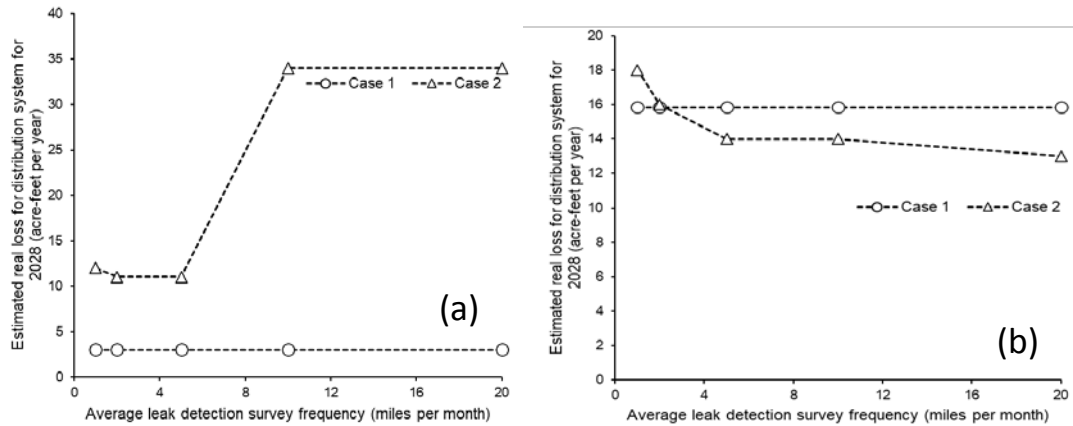 40
35
30
25
20
15
10
5
0
Estimated real loss for distribution system for
2028 (acre-feet per year)
Case 1
Case 2
(a)
0
4
8
12
16
20
Average leak detection survey frequency (miles per month)
20
18
16
14
12
10
8
6
4
2
0
Estimated real loss for distribution system for
2028 (acre-feet per year)
Case 1
Case 2
(b)
0
4
8
12
16
20
Average leak detection survey frequency (miles per month)